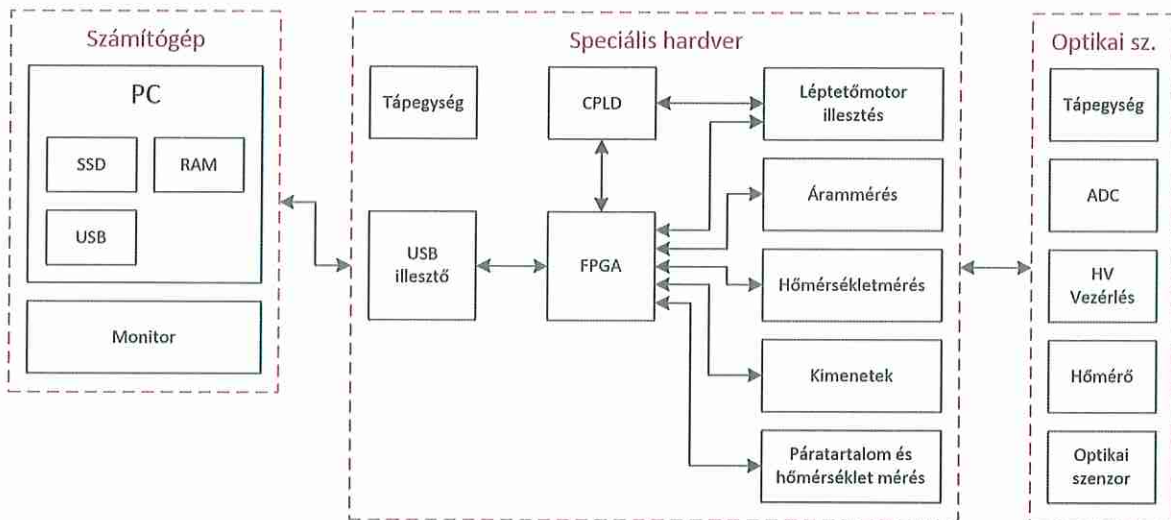 Számítógép
PC
SSD
RAM
USB
Monitor
Speciális hardver
Tápegység
CPLD
Léptetőmotor
illesztés
Árammérés
USB
illesztő
FPGA
Hőmérsékletmérés
Kimenetek
Páratartalom és
hőmérséklet mérés
Optikai sz.
Tápegység
ADC
HV
Vezérlés
Hőmérő
Optikai
szenzor